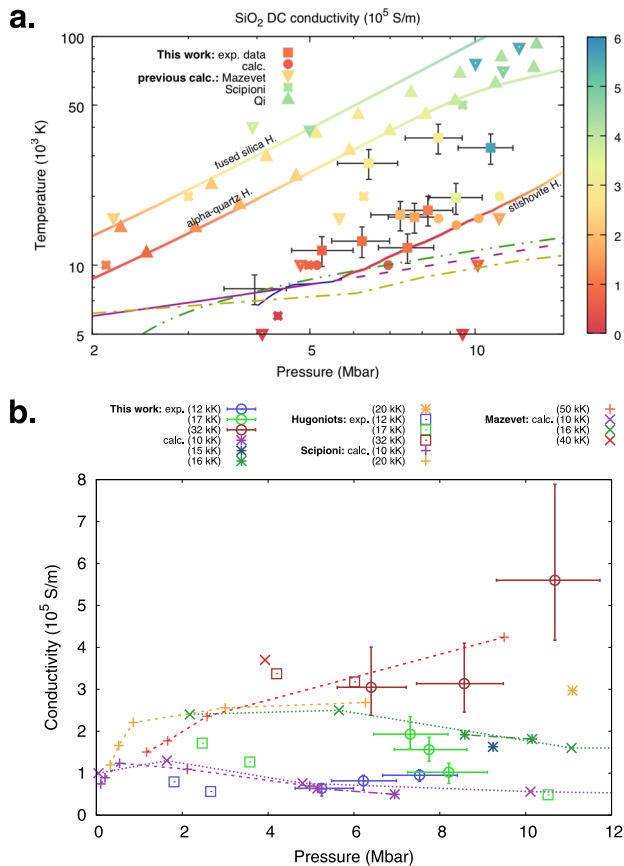 a.
SiO2 DC conductivity (10^5 S/m)
This work: exp. data
calc.
previous calc.: Mazevet
Scipioni
Qi
fused silica H.
alpha-quartz H.
stishovite H.
Temperature (10^3 K)
100
50
10
5
2
5
10
Pressure (Mbar)
6
5
4
3
2
1
0
b.
This work: exp. (12 kK)
(17 kK)
(32 kK)
calc. (10 kK)
(15 kK)
(16 kK)
(20 kK)
Hugoniots: exp. (12 kK)
(17 kK)
(32 kK)
Scipioni: calc. (10 kK)
(20 kK)
(50 kK)
Mazevet: calc. (10 kK)
(16 kK)
(40 kK)
Conductivity (10^5 S/m)
8
7
6
5
4
3
2
1
0
0
2
4
6
8
10
12
Pressure (Mbar)